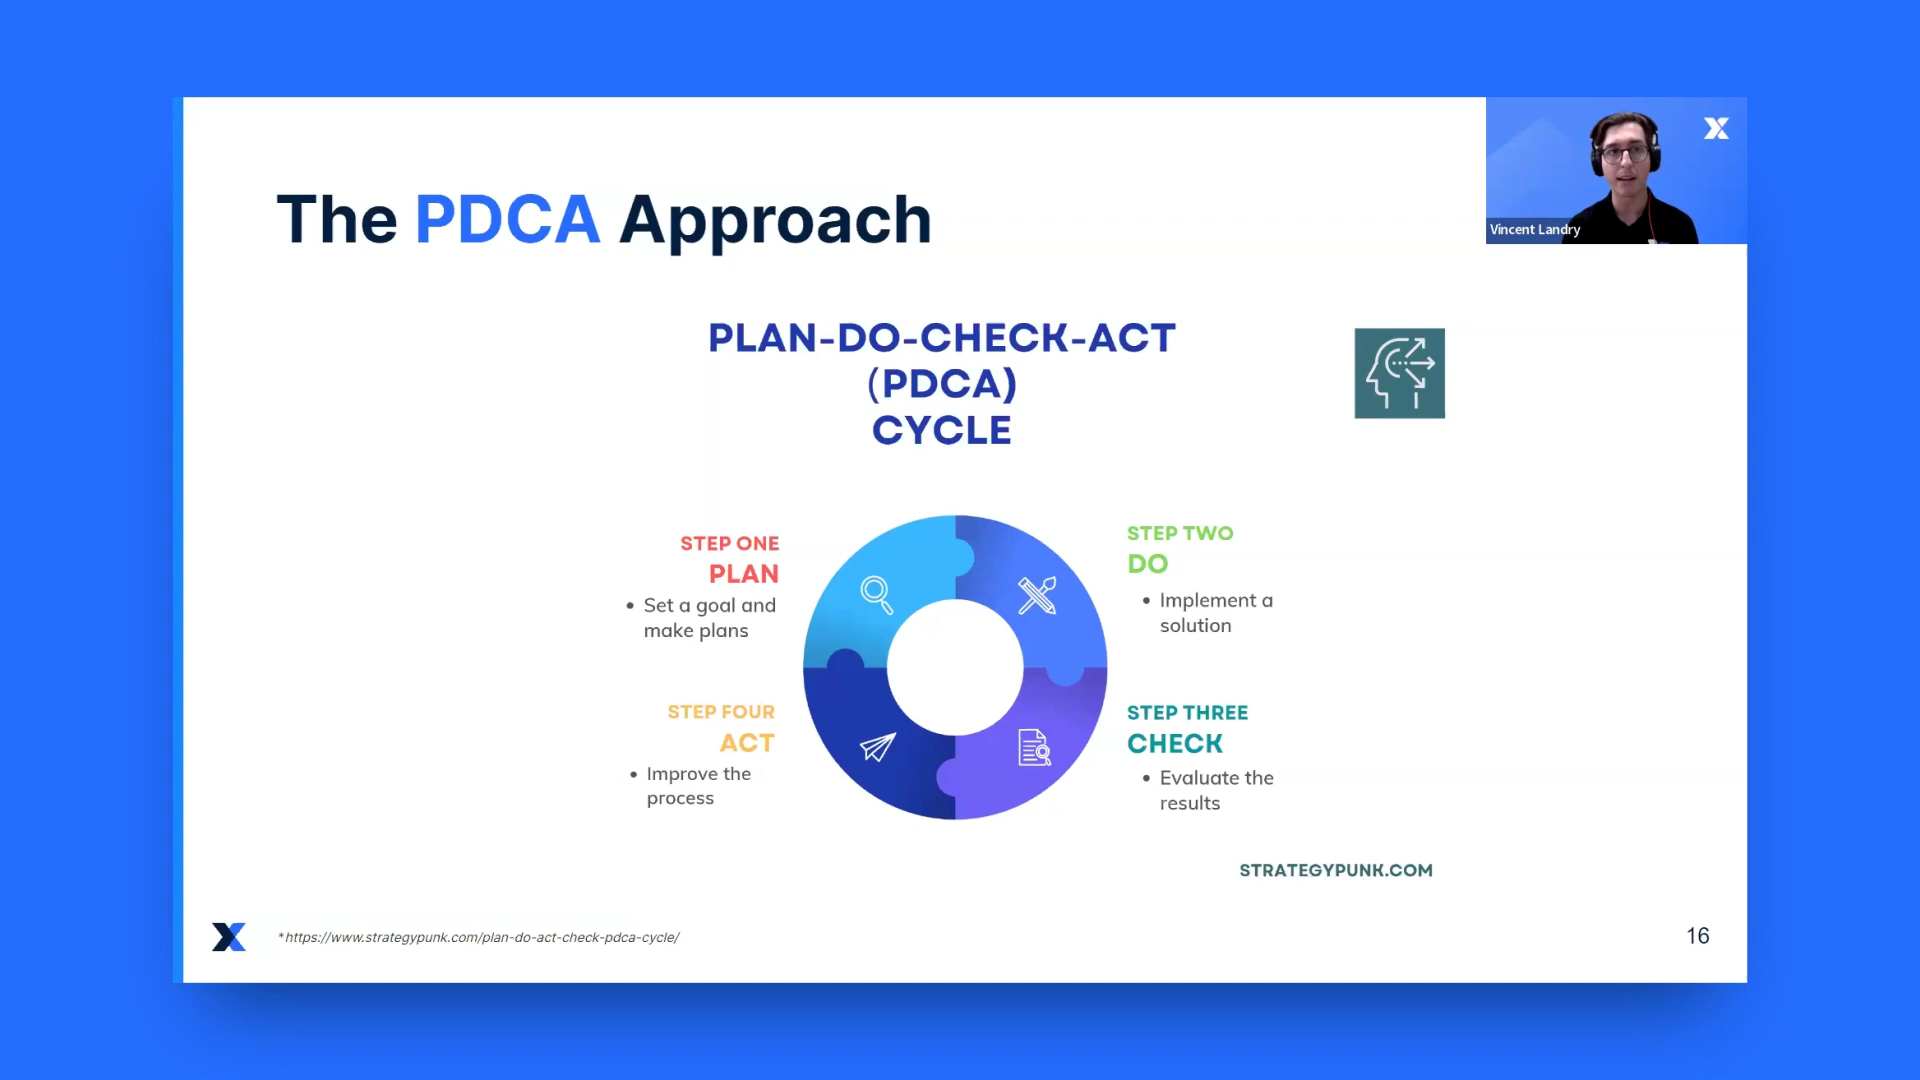 The PDCA Approach
Vincent Landry
PLAN-DO-CHECK-ACT
(PDCA)
CYCLE
STEP ONE
PLAN
• Set a goal and
make plans
STEP TWO
DO
• Implement a
solution
STEP FOUR
ACT
• Improve the
process
STEP THREE
CHECK
• Evaluate the
results
STRATEGYPUNK.COM
*https://www.strategypunk.com/plan-do-act-check-pdca-cycle/
16